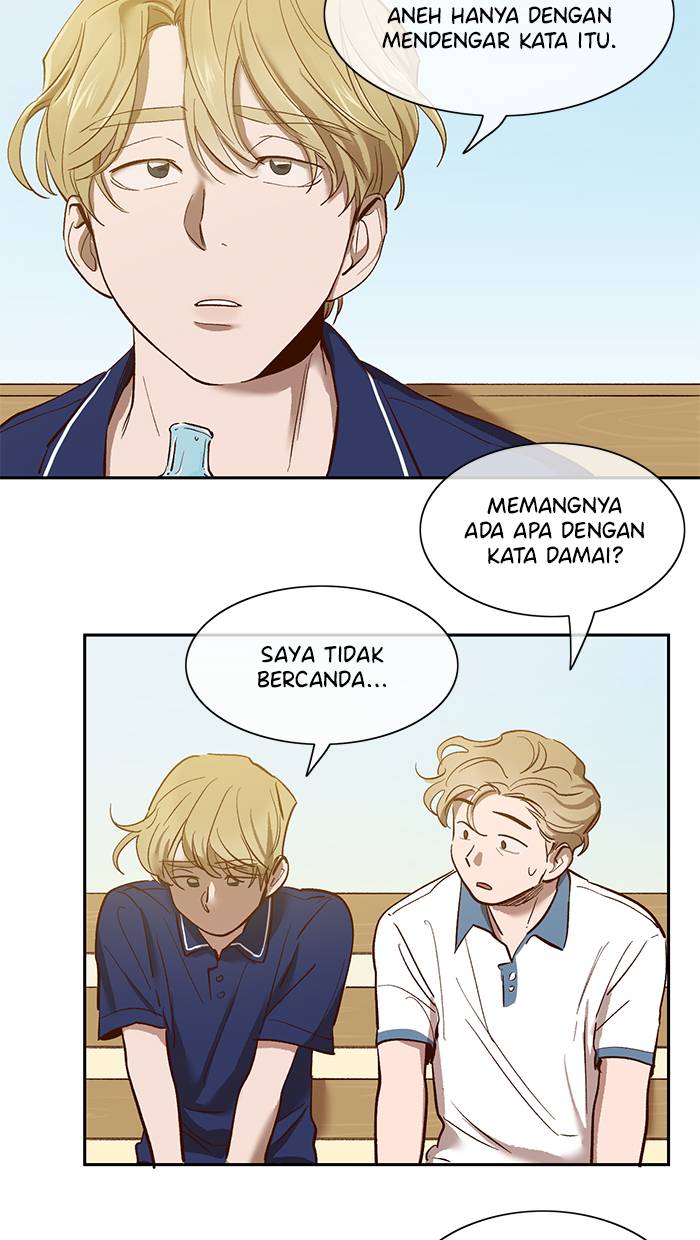 ANEH HANYA DENGAN
MENDENGAR KATA ITU.
MEMANGNYA
ADA APA DENGAN
KATA DAMAI?
SAYA TIDAK
BERCANDA...